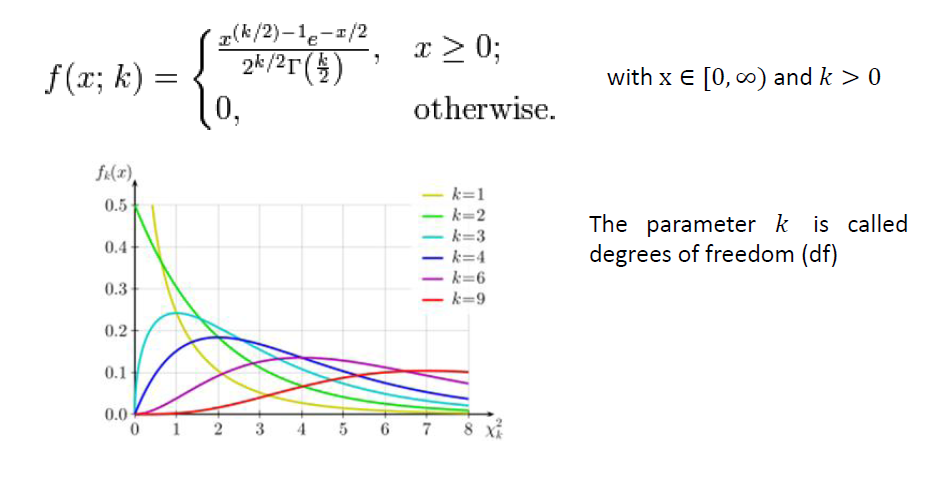 f(x; k) = { x^(k/2)−1 e^−x/2 / 2^k/2 Γ(k/2), x ≥ 0;
0, otherwise.
with x ∈ [0, ∞) and k > 0
fₖ(x)
0.5
0.4
0.3
0.2
0.1
0.0
0 1 2 3 4 5 6 7 8 χ²ₖ
k=1
k=2
k=3
k=4
k=6
k=9
The parameter k is called
degrees of freedom (df)